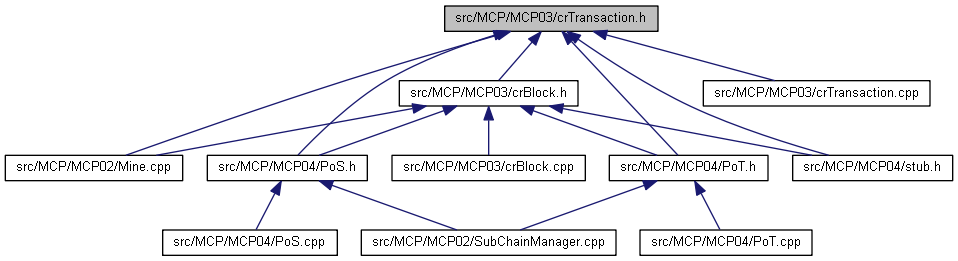 src/MCP/MCP03/crTransaction.h
src/MCP/MCP03/crBlock.h
src/MCP/MCP03/crTransaction.cpp
src/MCP/MCP02/Mine.cpp
src/MCP/MCP04/PoS.h
src/MCP/MCP03/crBlock.cpp
src/MCP/MCP04/PoT.h
src/MCP/MCP04/stub.h
src/MCP/MCP04/PoS.cpp
src/MCP/MCP02/SubChainManager.cpp
src/MCP/MCP04/PoT.cpp